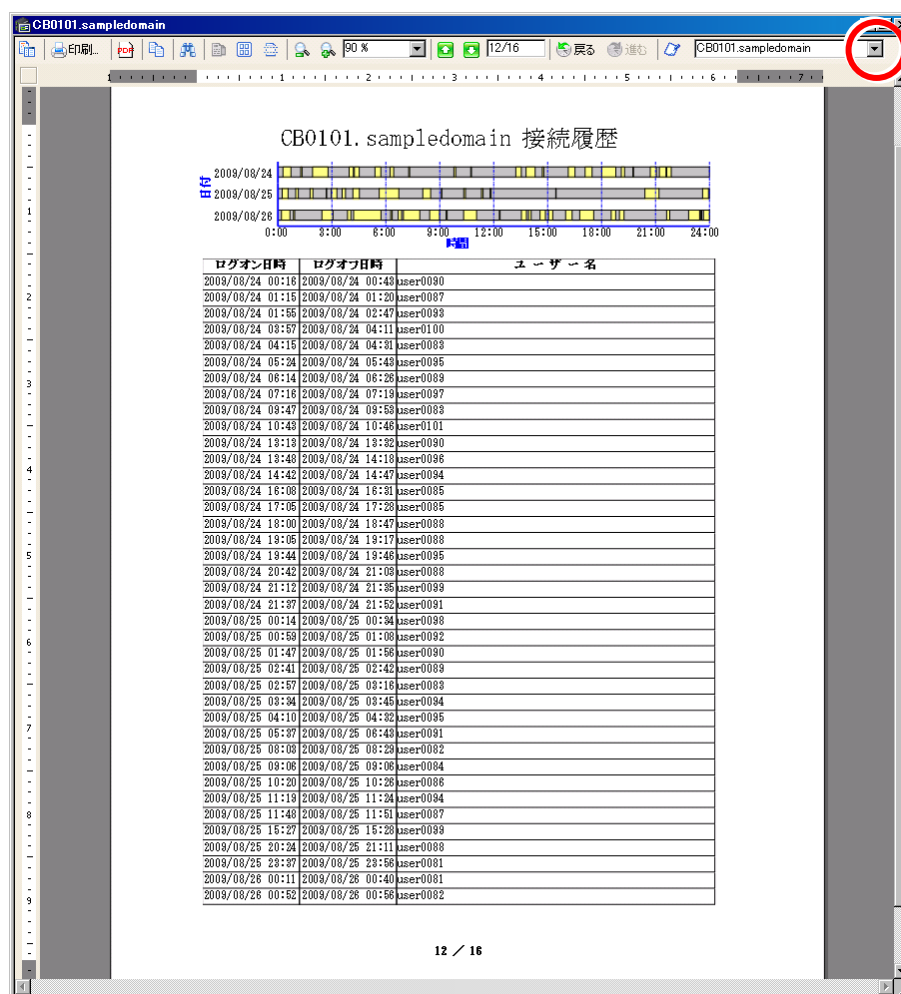 CB0101.sampledomain
印刷... PDF 90 % 12/16 戻る 進む CB0101.sampledomain
1 1 2 3 4 5 6 7
CB0101.sampledomain 接続履歴
日付
2009/08/24
2009/08/25
2009/08/26
0:00 3:00 6:00 9:00 12:00 15:00 18:00 21:00 24:00
時間
ログオン日時 ログオフ日時 ユーザー名
2009/08/24 00:16 2009/08/24 00:43 user0090
2009/08/24 01:15 2009/08/24 01:20 user0087
2009/08/24 01:55 2009/08/24 02:47 user0093
2009/08/24 03:57 2009/08/24 04:11 user0100
2009/08/24 04:15 2009/08/24 04:31 user0083
2009/08/24 05:24 2009/08/24 05:43 user0095
2009/08/24 06:14 2009/08/24 06:26 user0089
2009/08/24 07:16 2009/08/24 07:19 user0097
2009/08/24 09:47 2009/08/24 09:53 user0083
2009/08/24 10:43 2009/08/24 10:46 user0101
2009/08/24 13:13 2009/08/24 13:32 user0090
2009/08/24 13:48 2009/08/24 14:18 user0096
2009/08/24 14:42 2009/08/24 14:47 user0094
2009/08/24 16:08 2009/08/24 16:31 user0085
2009/08/24 17:05 2009/08/24 17:28 user0085
2009/08/24 18:00 2009/08/24 18:47 user0088
2009/08/24 19:05 2009/08/24 19:17 user0088
2009/08/24 19:44 2009/08/24 19:46 user0095
2009/08/24 20:42 2009/08/24 21:03 user0088
2009/08/24 21:12 2009/08/24 21:35 user0099
2009/08/24 21:37 2009/08/24 21:52 user0091
2009/08/25 00:14 2009/08/25 00:34 user0098
2009/08/25 00:59 2009/08/25 01:08 user0092
2009/08/25 01:47 2009/08/25 01:56 user0090
2009/08/25 02:41 2009/08/25 02:42 user0089
2009/08/25 02:57 2009/08/25 03:16 user0083
2009/08/25 03:34 2009/08/25 03:45 user0094
2009/08/25 04:10 2009/08/25 04:32 user0095
2009/08/25 05:37 2009/08/25 06:43 user0091
2009/08/25 08:03 2009/08/25 08:29 user0082
2009/08/25 09:06 2009/08/25 09:06 user0084
2009/08/25 10:20 2009/08/25 10:26 user0086
2009/08/25 11:19 2009/08/25 11:24 user0094
2009/08/25 11:48 2009/08/25 11:51 user0087
2009/08/25 15:27 2009/08/25 15:28 user0099
2009/08/25 20:24 2009/08/25 21:11 user0088
2009/08/25 23:37 2009/08/25 23:56 user0081
2009/08/26 00:11 2009/08/26 00:40 user0081
2009/08/26 00:52 2009/08/26 00:56 user0082
1
2
3
4
5
6
7
8
9
12 ／ 16